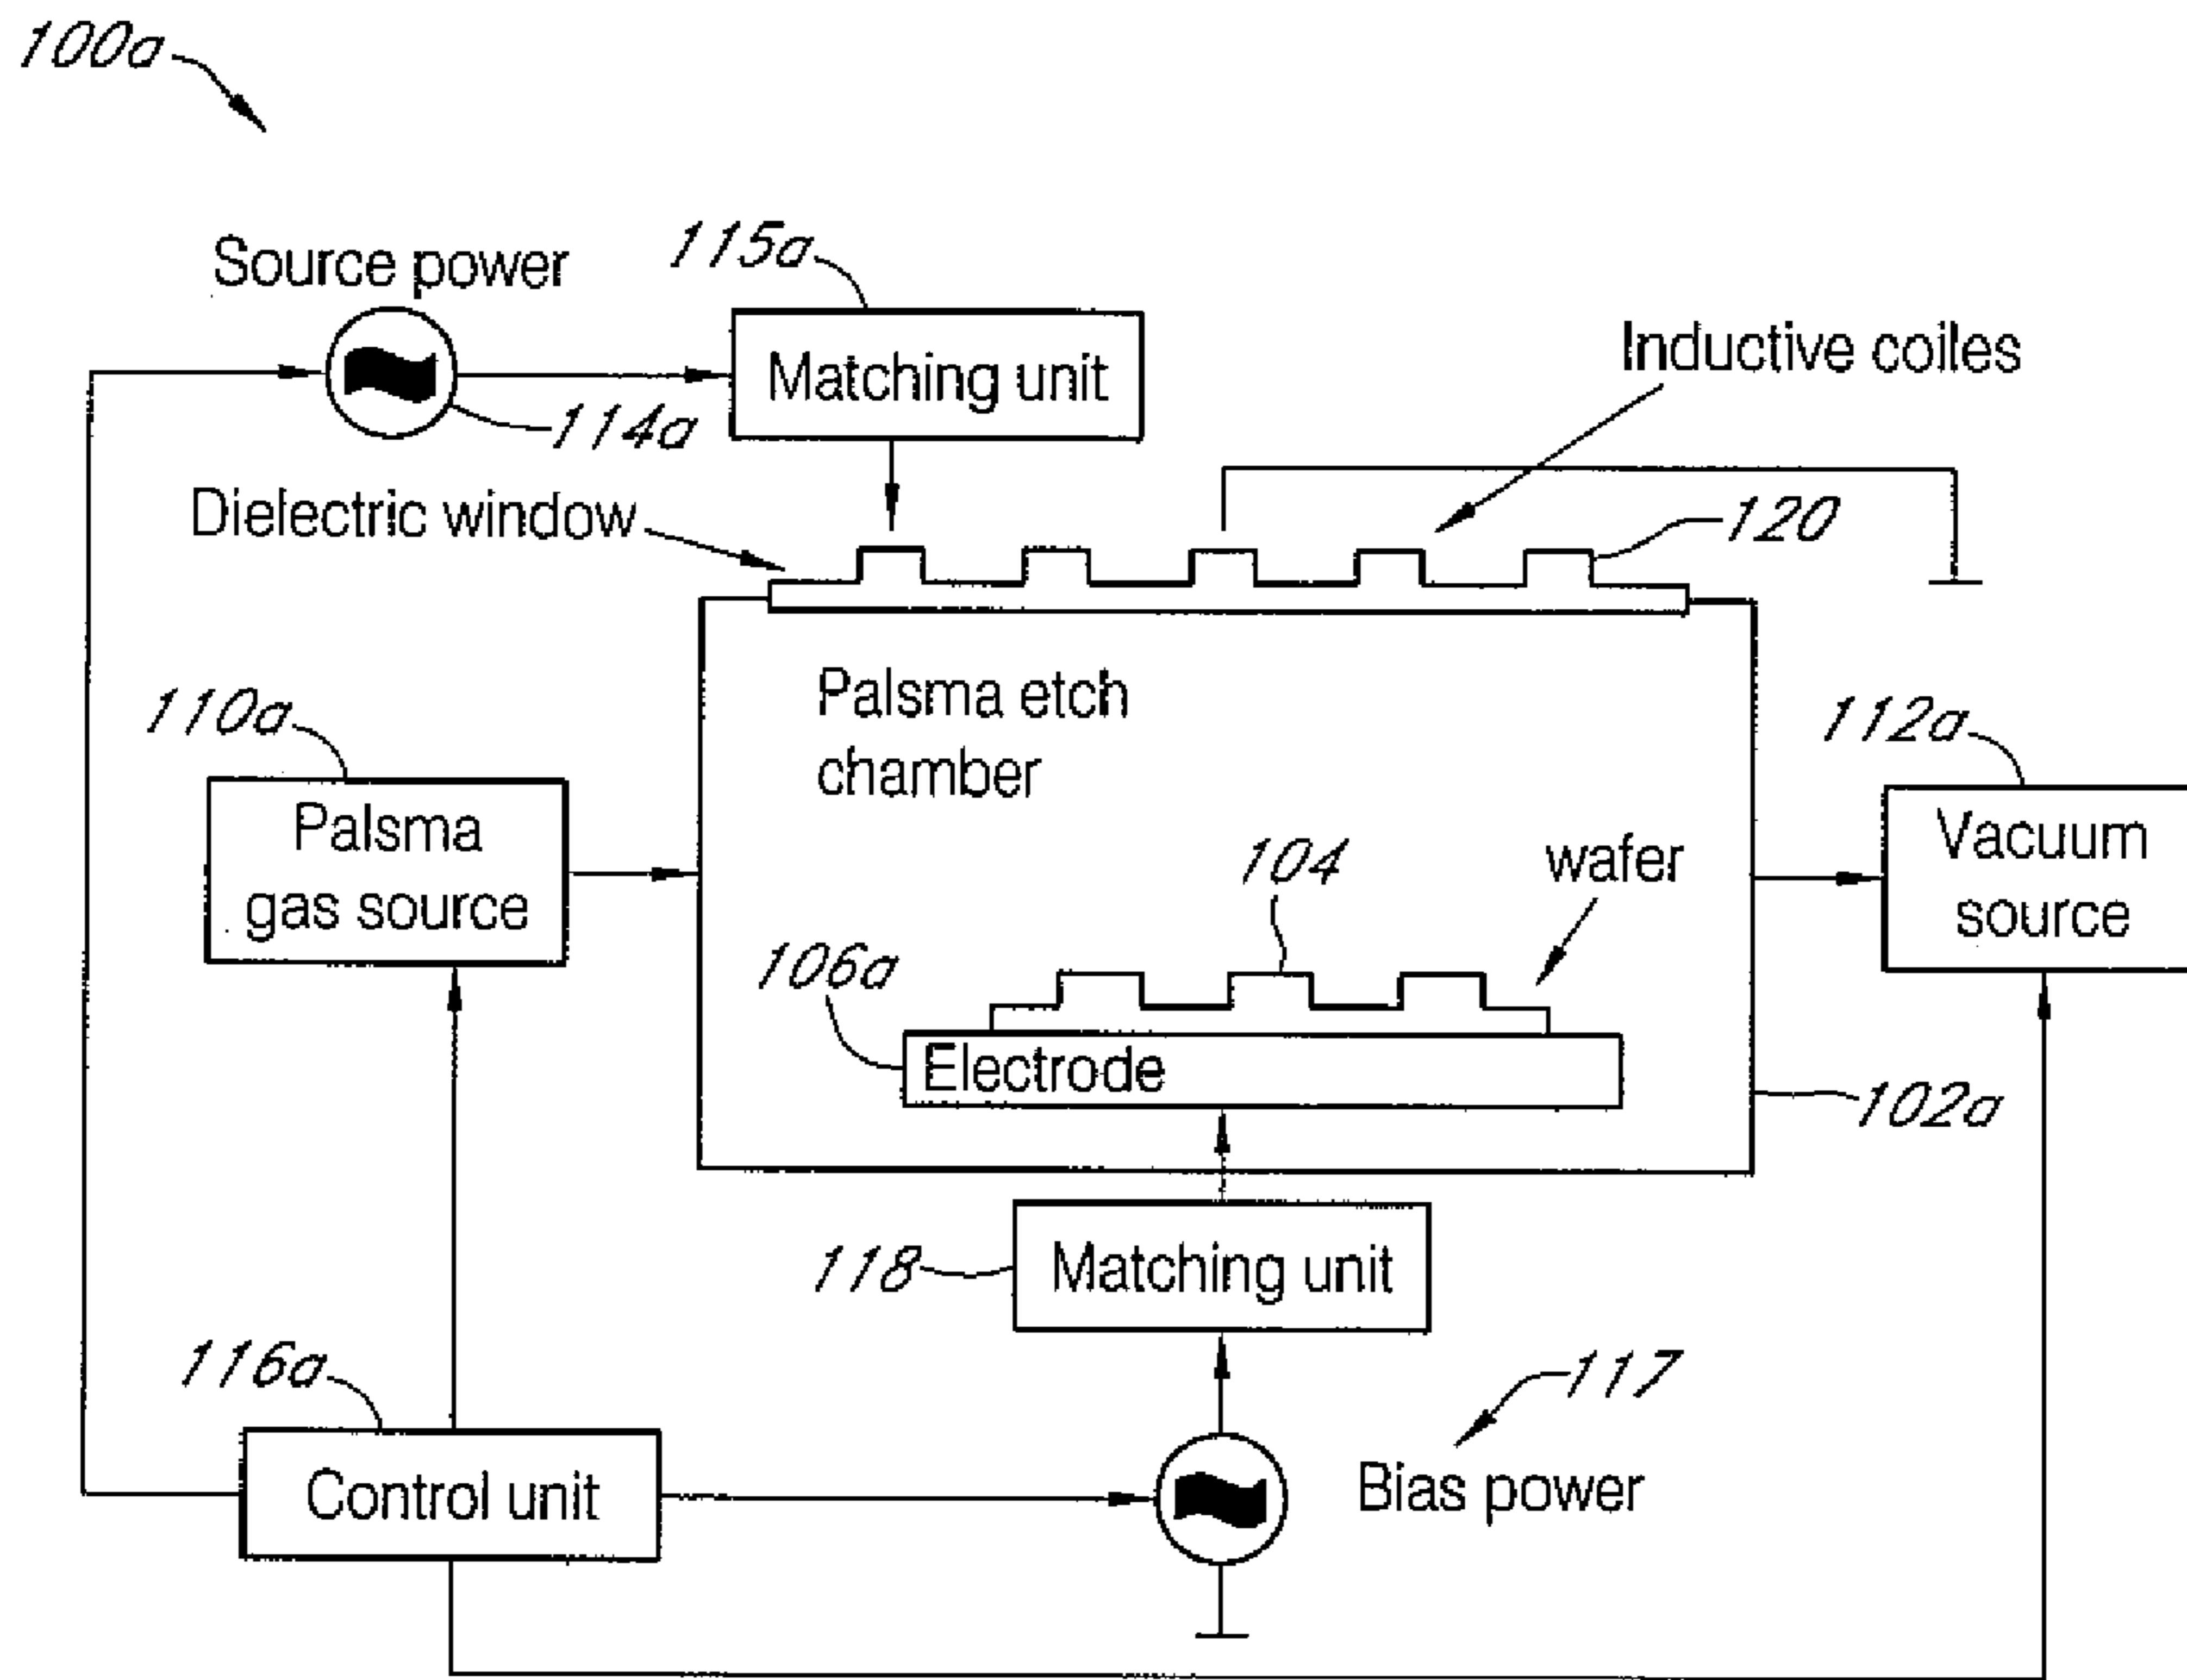 100a
Source power
115a
Matching unit
114a
Inductive coiles
Dielectric window
120
Palsma etch
chamber
110a
Palsma
gas source
112a
Vacuum
source
104
wafer
106a
Electrode
102a
118
Matching unit
116a
Control unit
117
Bias power